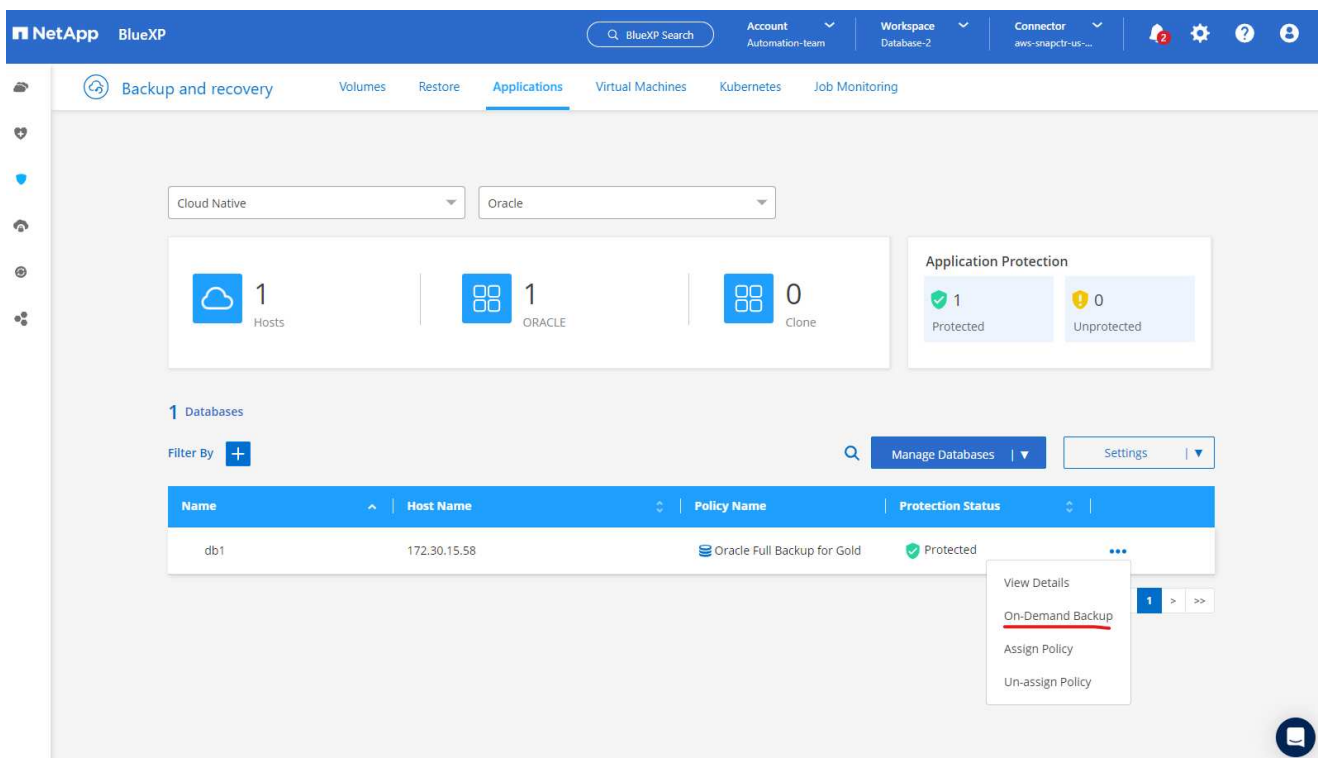 NetApp BlueXP
BlueXP Search
Account
Automation-team
Workspace
Database-2
Connector
aws-snapctr-us-...
2
Backup and recovery
Volumes
Restore
Applications
Virtual Machines
Kubernetes
Job Monitoring
Cloud Native
Oracle
1
Hosts
1
ORACLE
0
Clone
Application Protection
1
Protected
0
Unprotected
1 Databases
Filter By
Manage Databases
Settings
Name Host Name Policy Name Protection Status
db1 172.30.15.58 Oracle Full Backup for Gold Protected
View Details
On-Demand Backup
Assign Policy
Un-assign Policy
1 > >>